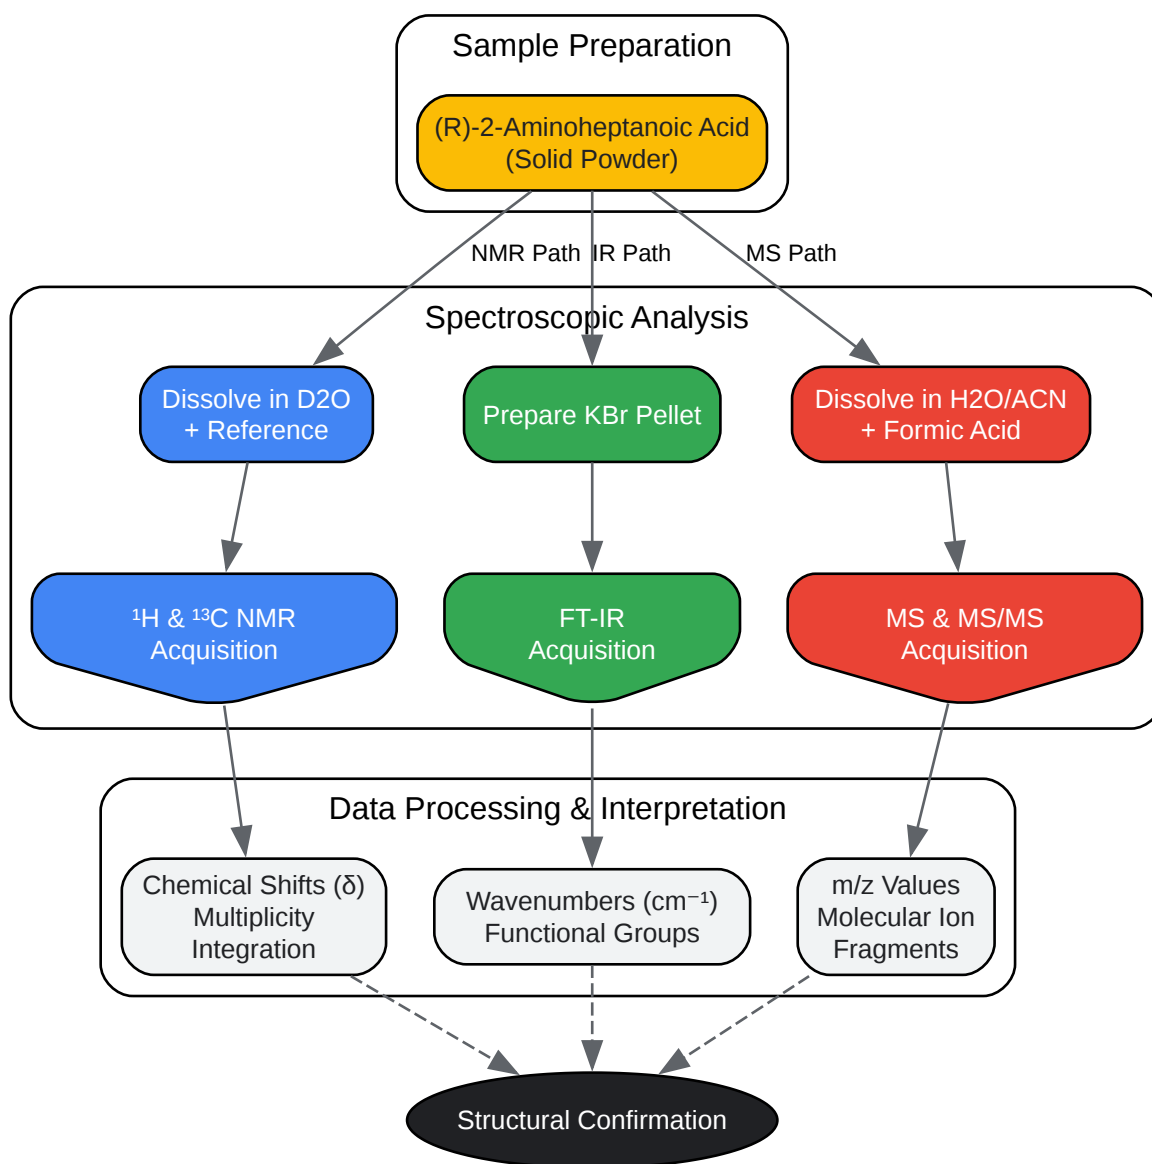 Sample Preparation
(R)-2-Aminoheptanoic Acid
(Solid Powder)
NMR Path
IR Path
MS Path
Spectroscopic Analysis
Dissolve in D2O
+ Reference
Prepare KBr Pellet
Dissolve in H2O/ACN
+ Formic Acid
¹H & ¹³C NMR
Acquisition
FT-IR
Acquisition
MS & MS/MS
Acquisition
Data Processing & Interpretation
Chemical Shifts (δ)
Multiplicity
Integration
Wavenumbers (cm⁻¹)
Functional Groups
m/z Values
Molecular Ion
Fragments
Structural Confirmation